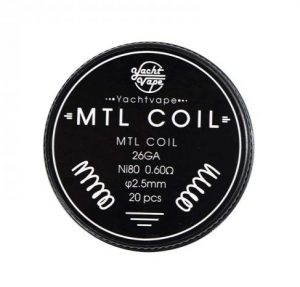 Yacht
Vape
Yachtvape
MTL COIL
MTL COIL
26GA
Ni80 0.60Ω
φ2.5mm
20 pcs